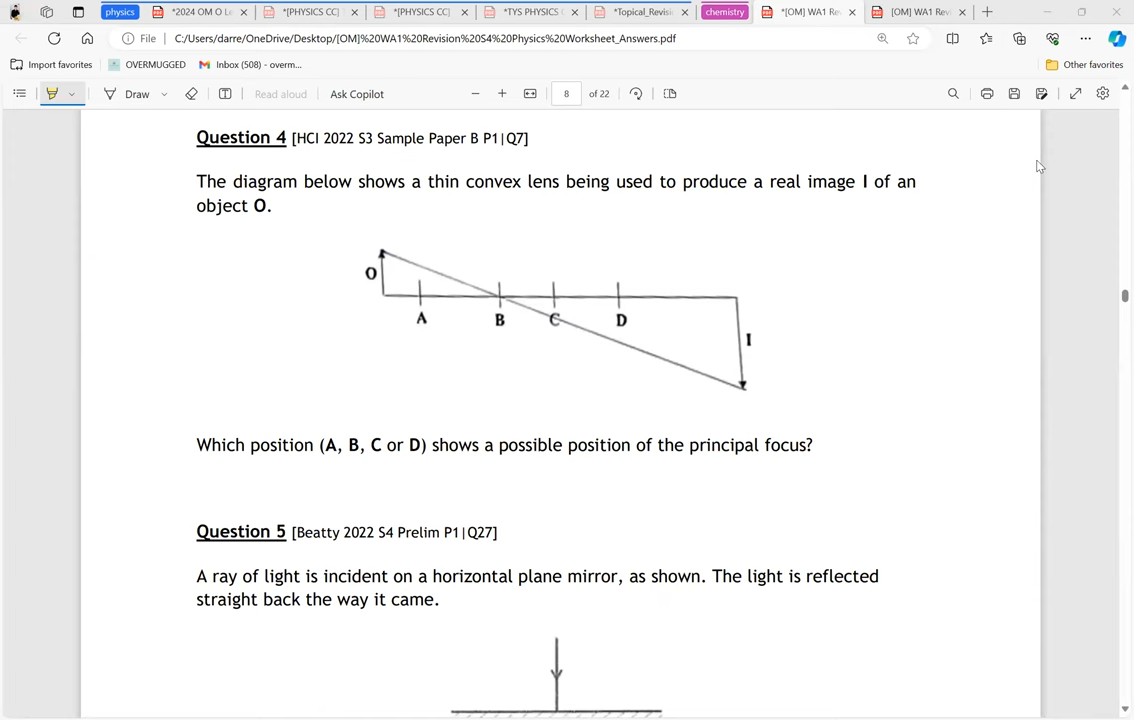 physics
*2024 OM O Le
*[PHYSICS CC]
*[PHYSICS CC]
*TYS PHYSICS
*Topical_Revisi
chemistry
*[OM] WA1 Re
[OM] WA1 Revi
File
C:/Users/darre/OneDrive/Desktop/[OM]%20WA1%20Revision%20S4%20Physics%20Worksheet_Answers.pdf
Import favorites
OVERMUGGED
Inbox (508) - overm...
Other favorites
Draw
Read aloud
Ask Copilot
8 of 22
Question 4 [HCI 2022 S3 Sample Paper B P1|Q7]
The diagram below shows a thin convex lens being used to produce a real image I of an
object O.
O
A
B
C
D
I
Which position (A, B, C or D) shows a possible position of the principal focus?
Question 5 [Beatty 2022 S4 Prelim P1|Q27]
A ray of light is incident on a horizontal plane mirror, as shown. The light is reflected
straight back the way it came.